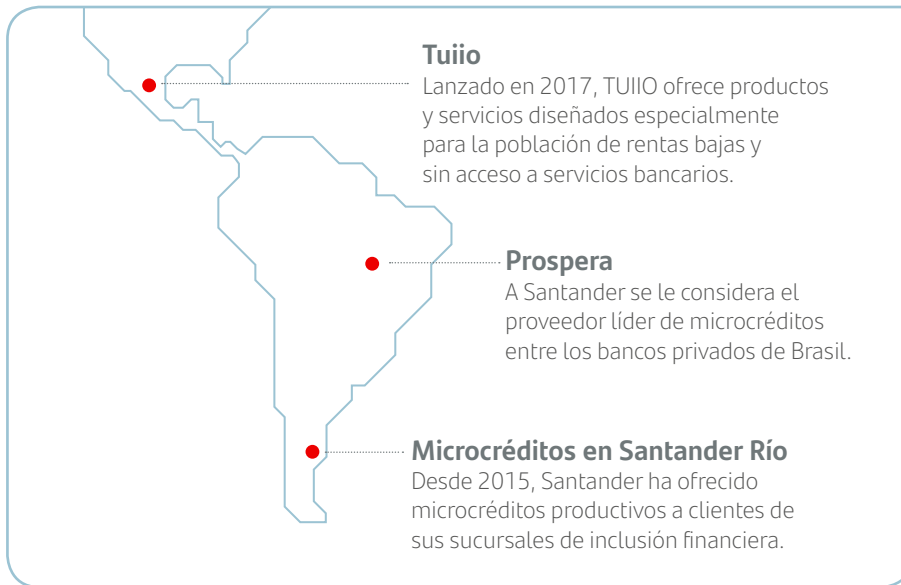 Tuiio
Lanzado en 2017, TUIIO ofrece productos
y servicios diseñados especialmente
para la población de rentas bajas y
sin acceso a servicios bancarios.
Prospera
A Santander se le considera el
proveedor líder de microcréditos
entre los bancos privados de Brasil.
Microcréditos en Santander Río
Desde 2015, Santander ha ofrecido
microcréditos productivos a clientes de
sus sucursales de inclusión financiera.